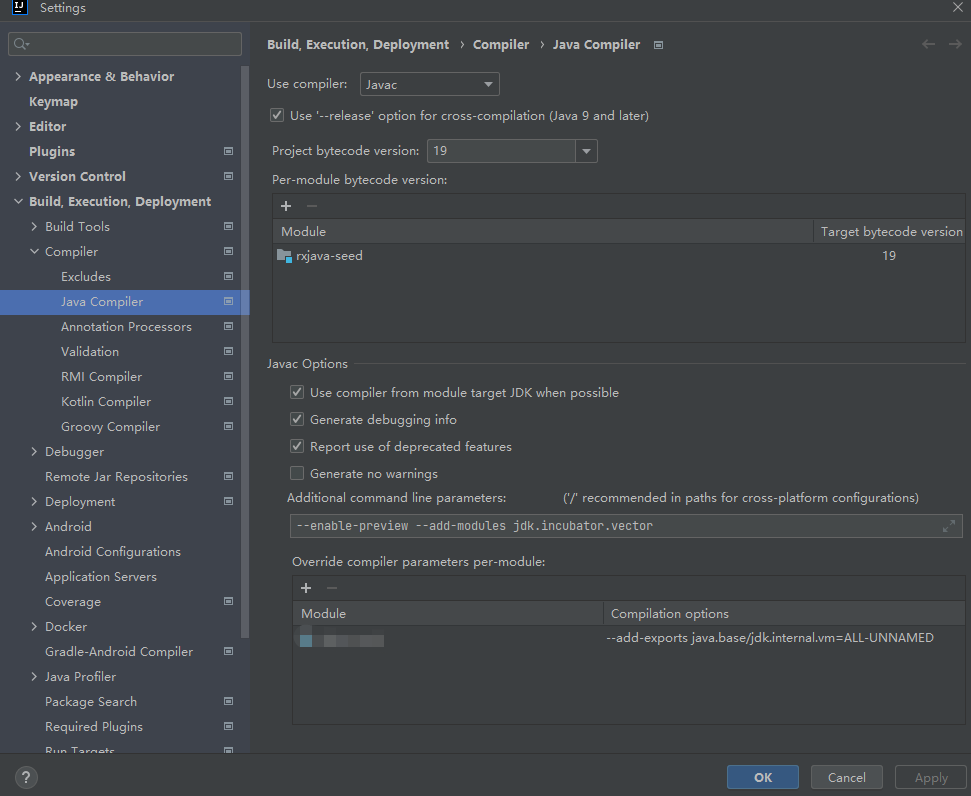 IJ
Settings
Build, Execution, Deployment › Compiler › Java Compiler
Appearance & Behavior
Keymap
Editor
Plugins
Version Control
Build, Execution, Deployment
Build Tools
Compiler
Excludes
Java Compiler
Annotation Processors
Validation
RMI Compiler
Kotlin Compiler
Groovy Compiler
Debugger
Remote Jar Repositories
Deployment
Android
Android Configurations
Application Servers
Coverage
Docker
Gradle-Android Compiler
Java Profiler
Package Search
Required Plugins
Run Targets
Use compiler: Javac
Use '--release' option for cross-compilation (Java 9 and later)
Project bytecode version: 19
Per-module bytecode version:
Module Target bytecode version
rxjava-seed 19
Javac Options
Use compiler from module target JDK when possible
Generate debugging info
Report use of deprecated features
Generate no warnings
Additional command line parameters: ('/' recommended in paths for cross-platform configurations)
--enable-preview --add-modules jdk.incubator.vector
Override compiler parameters per-module:
Module Compilation options
--add-exports java.base/jdk.internal.vm=ALL-UNNAMED
? OK Cancel Apply